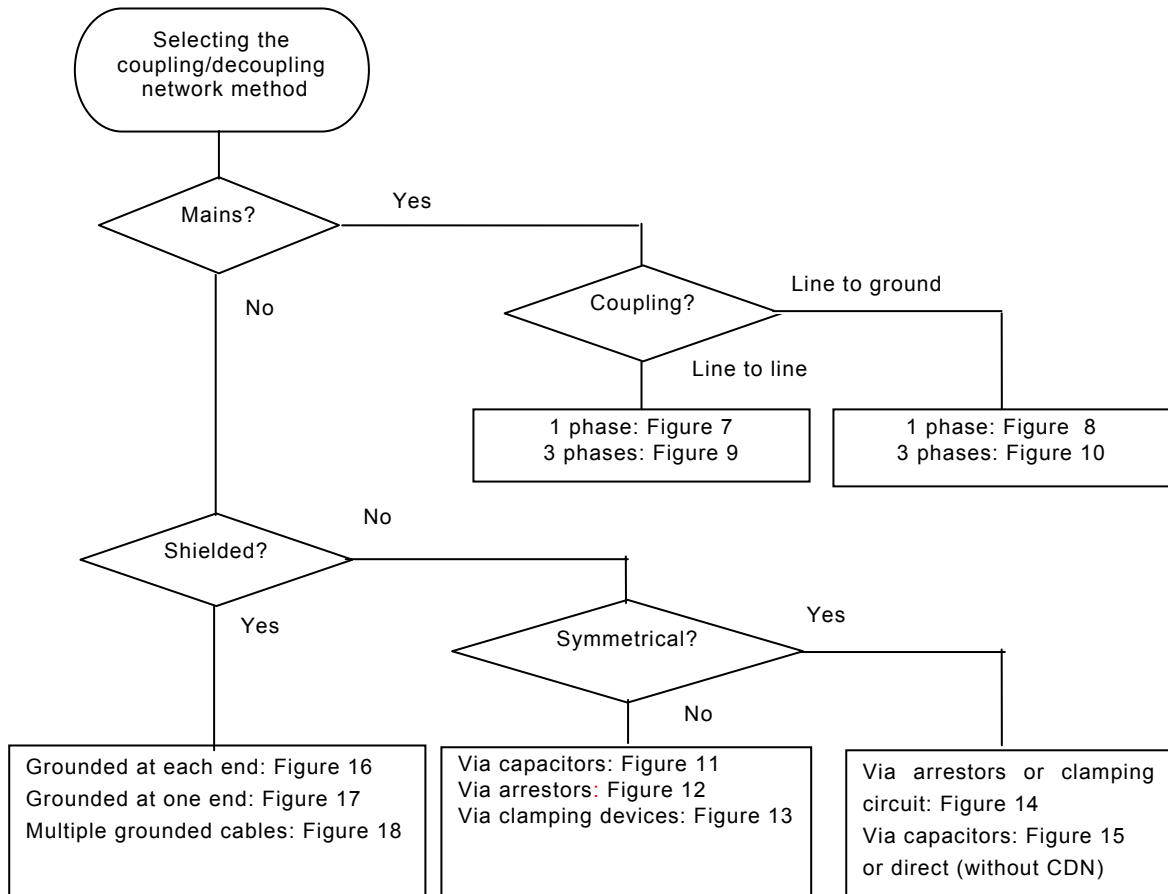 Selecting the
coupling/decoupling
network method
Mains?
Yes
No
Coupling?
Line to ground
Line to line
1 phase: Figure 7
3 phases: Figure 9
1 phase: Figure 8
3 phases: Figure 10
Shielded?
No
Yes
Symmetrical?
Yes
No
Grounded at each end: Figure 16
Grounded at one end: Figure 17
Multiple grounded cables: Figure 18
Via capacitors: Figure 11
Via arrestors: Figure 12
Via clamping devices: Figure 13
Via arrestors or clamping
circuit: Figure 14
Via capacitors: Figure 15
or direct (without CDN)